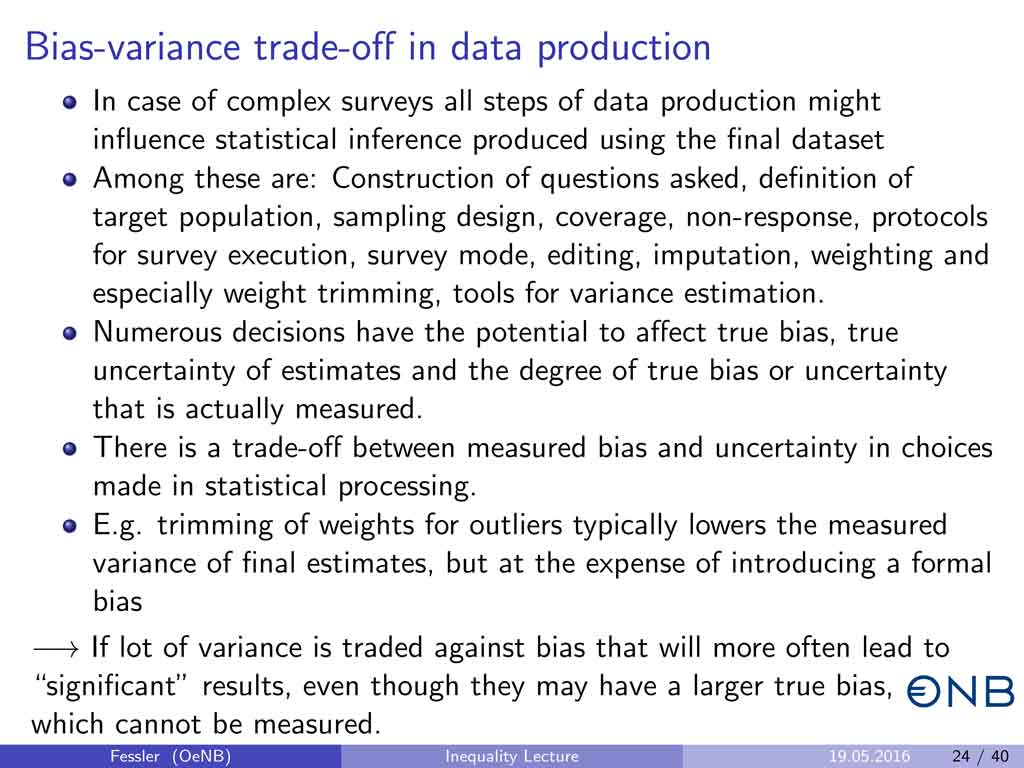 Bias-variance trade-off in data production
In case of complex surveys all steps of data production might
influence statistical inference produced using the final dataset
Among these are: Construction of questions asked, definition of
target population, sampling design, coverage, non-response, protocols
for survey execution, survey mode, editing, imputation, weighting and
especially weight trimming, tools for variance estimation.
Numerous decisions have the potential to affect true bias, true
uncertainty of estimates and the degree of true bias or uncertainty
that is actually measured.
There is a trade-off between measured bias and uncertainty in choices
made in statistical processing.
E.g. trimming of weights for outliers typically lowers the measured
variance of final estimates, but at the expense of introducing a formal
bias
⟶ If lot of variance is traded against bias that will more often lead to
“significant” results, even though they may have a larger true bias,
which cannot be measured.
ONB
Fessler (OeNB) Inequality Lecture 19.05.2016 24 / 40